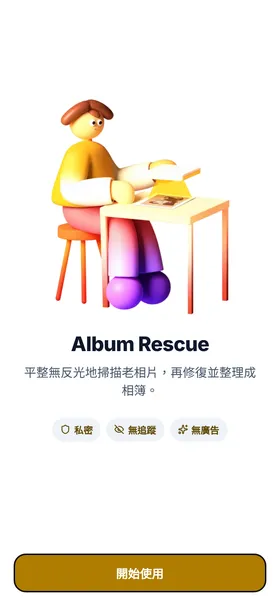 Album Rescue
平整無反光地掃描老相片，再修復並整理成
相簿。
私密
無追蹤
無廣告
開始使用